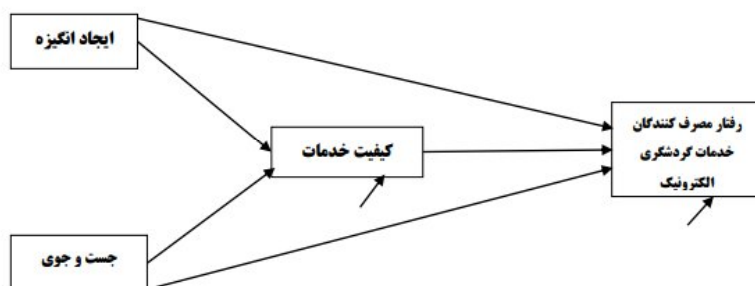 ایجاد انگیزه
رفتار مصرف کنندگان
خدمات گردشگری
الکترونیک
کیفیت خدمات
جست و جوی